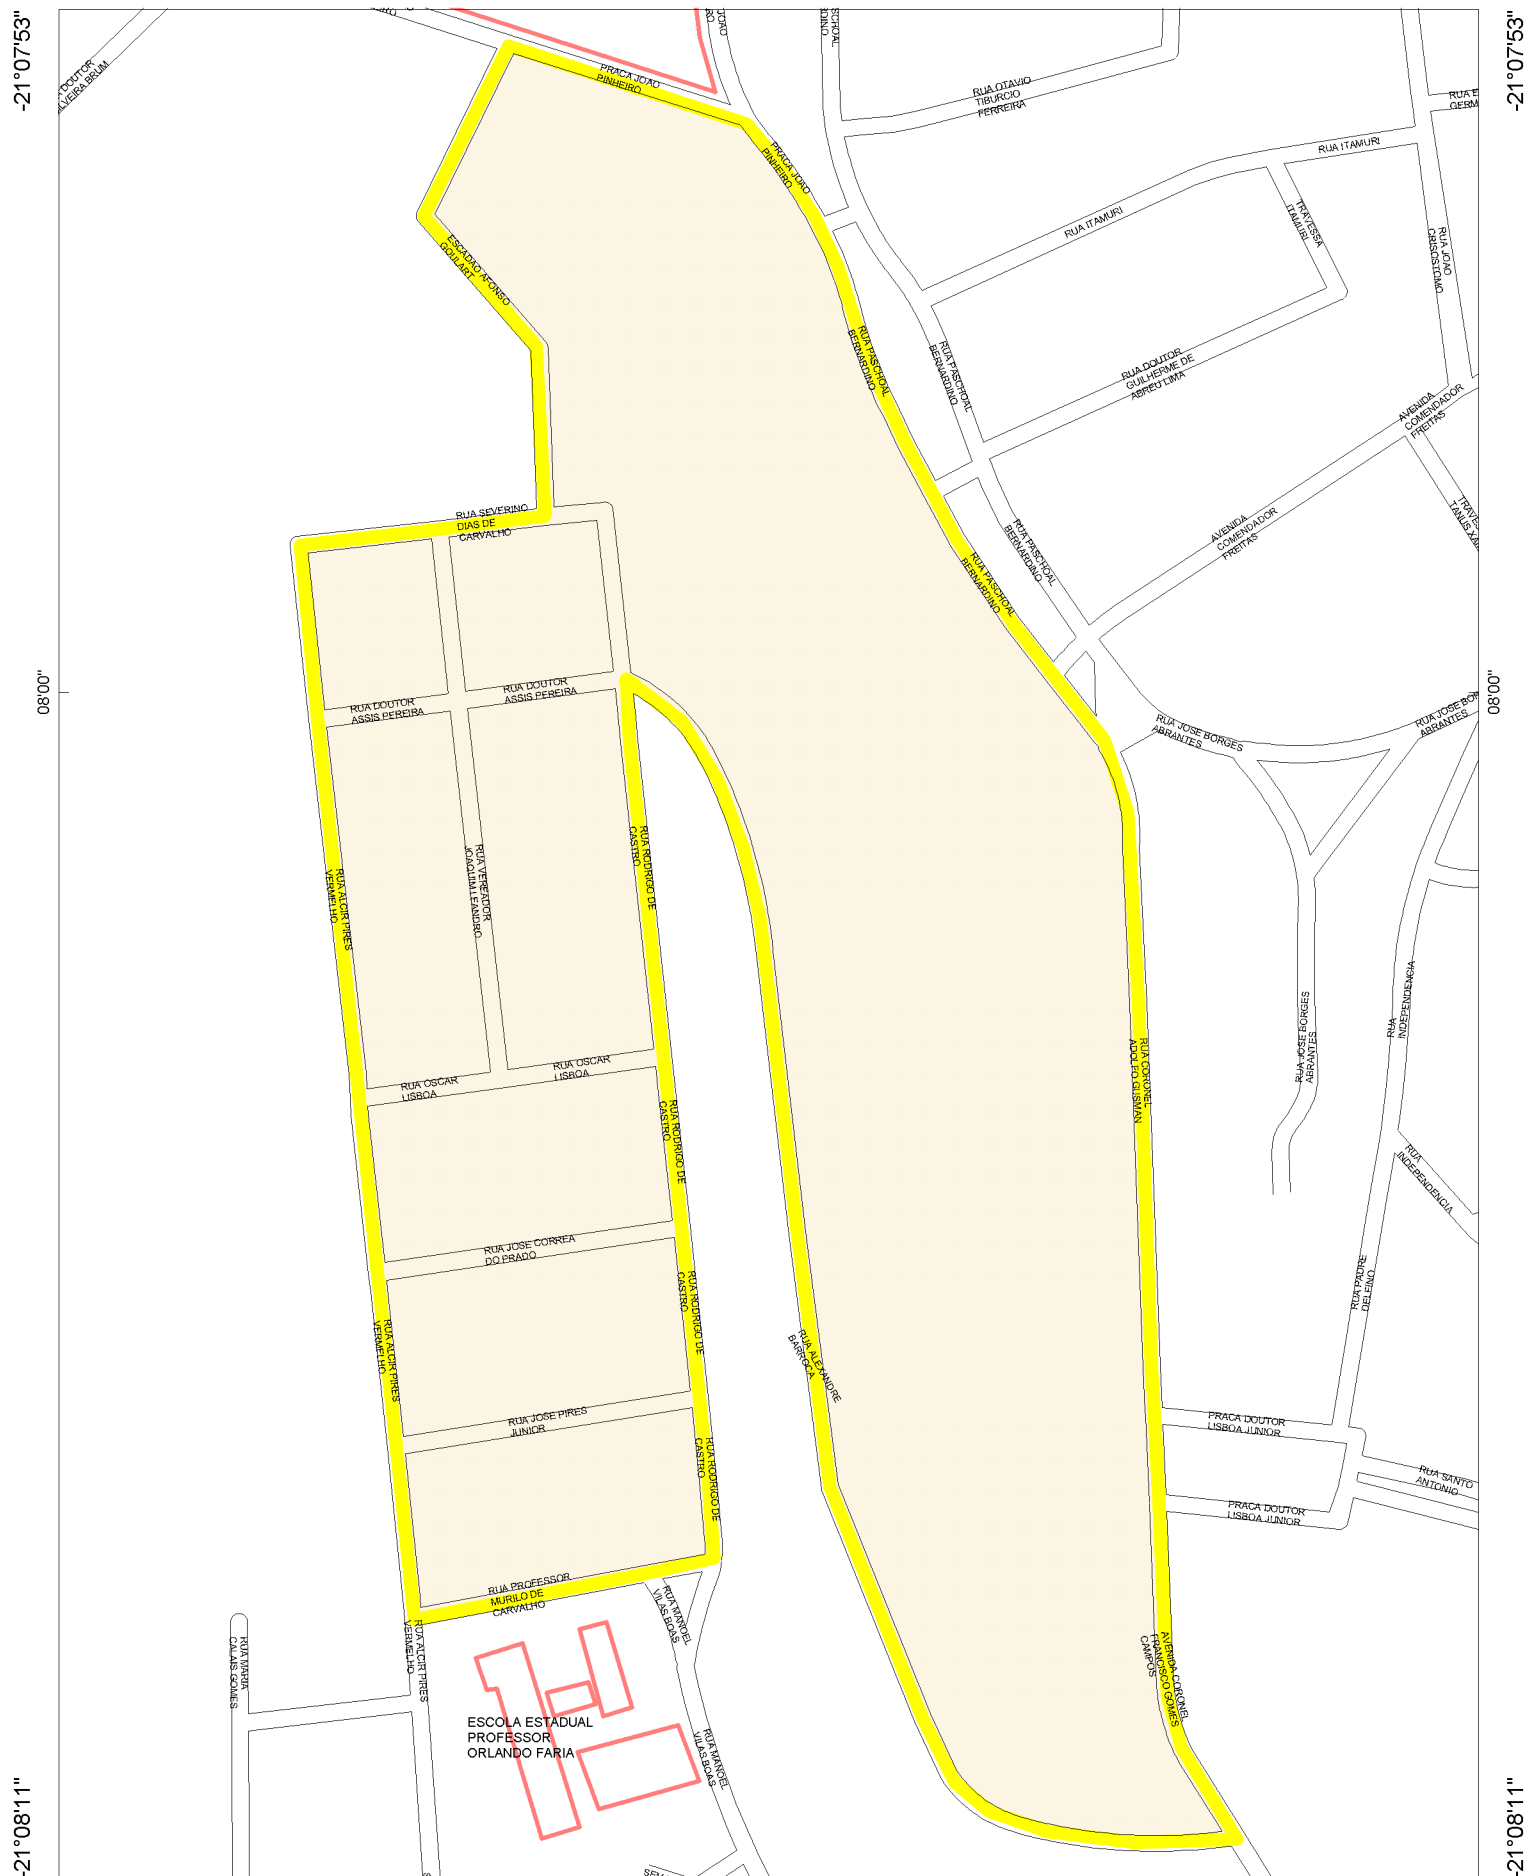 -21°07'53"
-21°07'53"
PRACA JOAO
PINHEIRO
RUA OTAVIO
TIBURCIO
FERREIRA
PRACA JOAO
PINHEIRO
RUA ITAMURI
RUA ITAMURI
TRAVESSA
ITAMURI
RUA JOAO
CRISOSTOMO
ESCADAO AFONSO
GOULART
RUA PASCHOAL
BERNARDINO
RUA PASCHOAL
BERNARDINO
RUA DOUTOR
GUILHERME DE
ABREU LIMA
AVENIDA
COMENDADOR
FREITAS
RUA SEVERINO
DIAS DE
CARVALHO
AVENIDA
COMENDADOR
FREITAS
RUA PASCHOAL
BERNARDINO
RUA PASCHOAL
BERNARDINO
08'00"
08'00"
RUA DOUTOR
ASSIS PEREIRA
RUA DOUTOR
ASSIS PEREIRA
RUA JOSE BORGES
ABRANTES
ABRANTES
RUA RODRIGO DE
CASTRO
RUA VEREADOR
JOAQUIM LEANDRO
RUA ALCIR PIRES
VERMELHO
RUA CORONEL
ADOLFO GUSMAN
RUA JOSE BORGES
ABRANTES
RUA
INDEPENDENCIA
RUA OSCAR
LISBOA
RUA OSCAR
LISBOA
RUA RODRIGO DE
CASTRO
RUA
INDEPENDENCIA
RUA JOSE CORREA
DO PRADO
RUA RODRIGO DE
CASTRO
RUA PADRE
DELFINO
RUA ALCIR PIRES
VERMELHO
RUA ALEXANDRE
BARROCA
RUA JOSE PIRES
JUNIOR
PRACA DOUTOR
LISBOA JUNIOR
RUA RODRIGO DE
CASTRO
RUA SANTO
ANTONIO
PRACA DOUTOR
LISBOA JUNIOR
RUA PROFESSOR
MURILO DE
CARVALHO
RUA MANOEL
VILAS BOAS
RUA ALCIR PIRES
VERMELHO
RUA MARIA
CALAIS GOMES
AVENIDA CORONEL
FRANCISCO GOMES
CAMPOS
ESCOLA ESTADUAL
PROFESSOR
ORLANDO FARIA
RUA MANOEL
VILAS BOAS
-21°08'11"
-21°08'11"